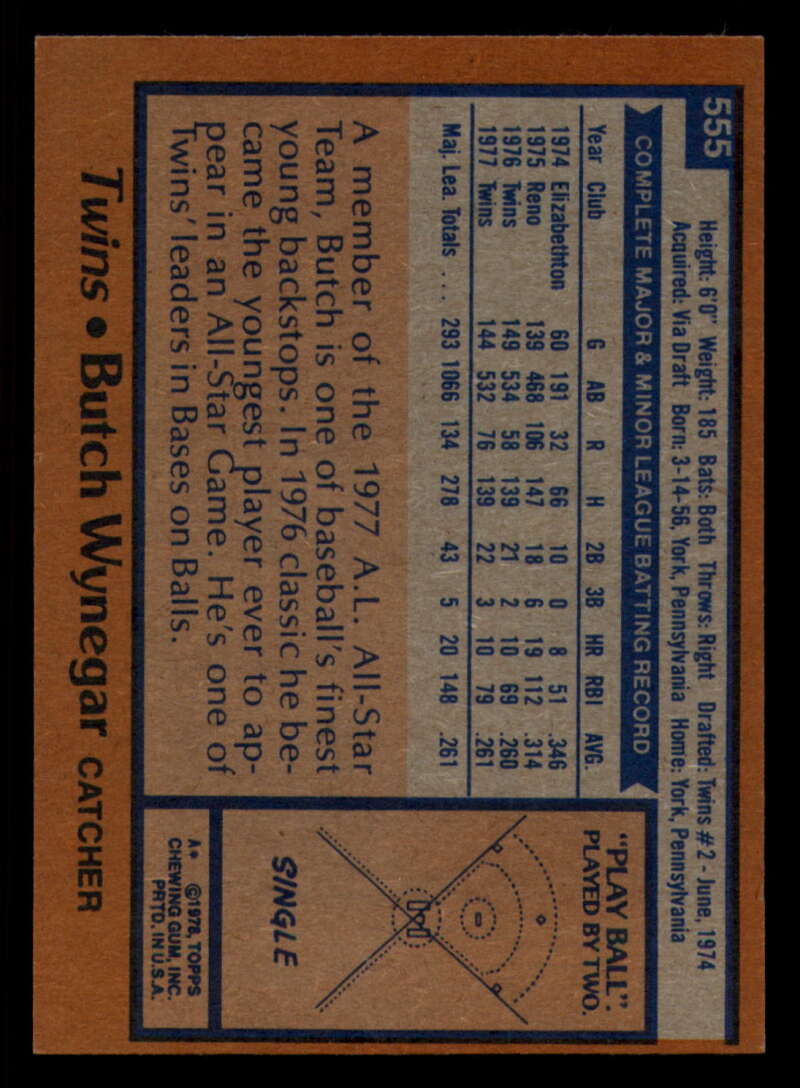 555
Height: 6'0" Weight: 185 Bats: Both Throws: Right Drafted: Twins #2 - June, 1974
Acquired: Via Draft Born: 3-14-56, York, Pennsylvania Home: York, Pennsylvania
COMPLETE MAJOR & MINOR LEAGUE BATTING RECORD
Year Club G AB R H 2B 3B HR RBI AVG.
1974 Elizabethton 60 191 32 66 10 0 8 51 .346
1975 Reno 139 468 106 147 18 6 19 112 .314
1976 Twins 149 534 58 139 21 2 10 69 .260
1977 Twins 144 532 76 139 22 3 10 79 .261
Maj. Lea. Totals ... 293 1066 134 278 43 5 20 148 .261
A member of the 1977 A.L. All-Star
Team, Butch is one of baseball's finest
young backstops. In 1976 classic he be-
came the youngest player ever to ap-
pear in an All-Star Game. He's one of
Twins' leaders in Bases on Balls.
"PLAY BALL".
PLAYED BY TWO.
SINGLE
A* ©1978, TOPPS
CHEWING GUM, INC.
PRTD. IN U.S.A.
Twins • Butch Wynegar CATCHER